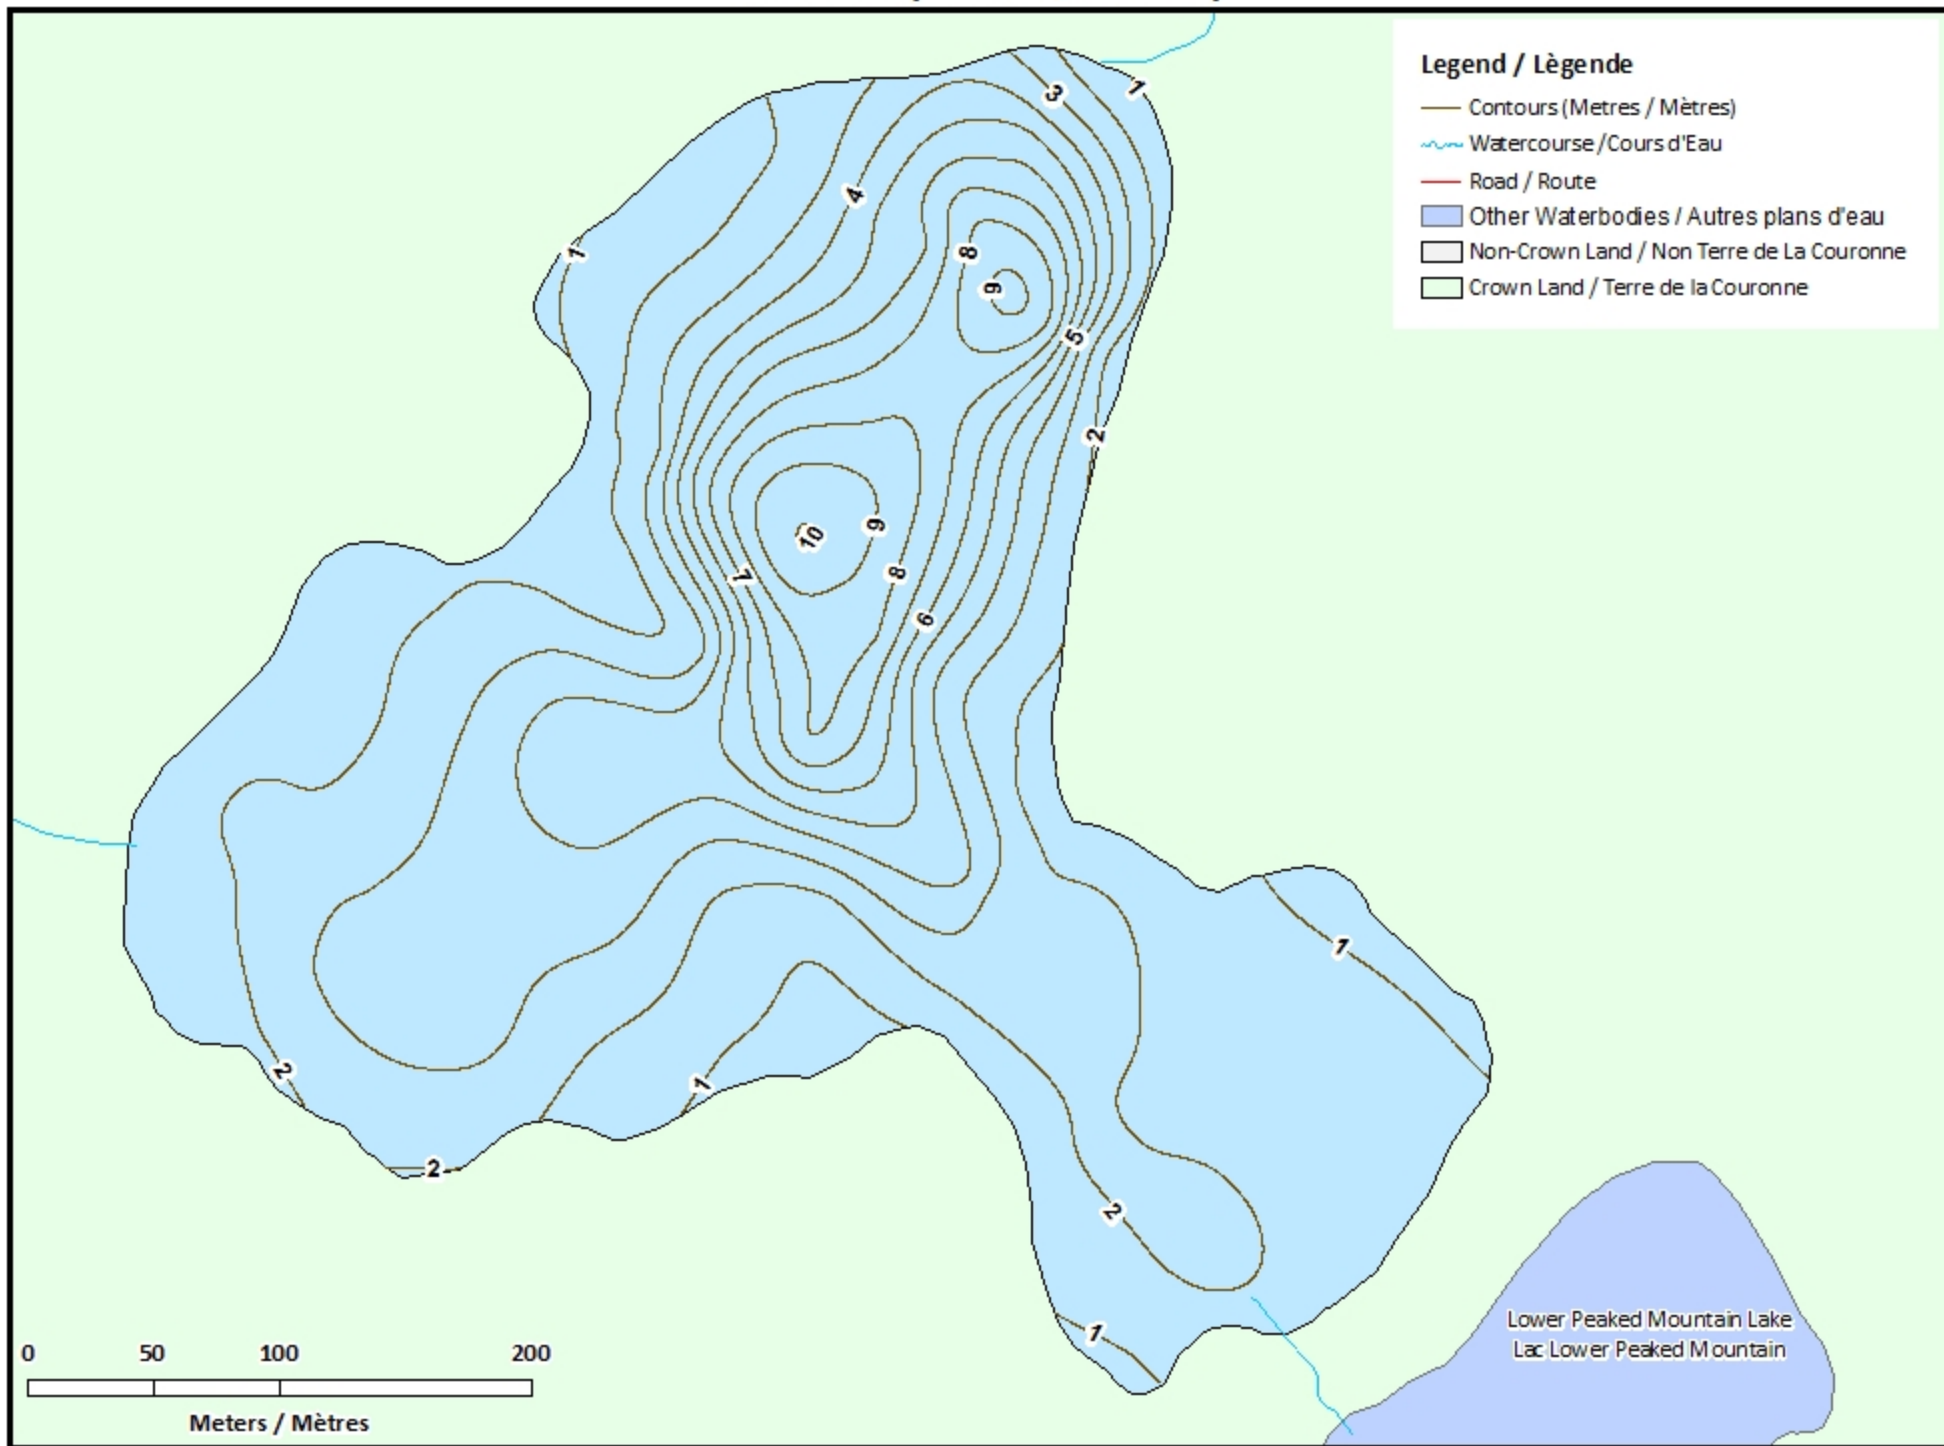 Legend / Lègende
Contours (Metres / Mètres)
Watercourse / Cours d'Eau
Road / Route
Other Waterbodies / Autres plans d'eau
Non-Crown Land / Non Terre de La Couronne
Crown Land / Terre de la Couronne
1
3
4
1
8
9
5
2
9
10
7
8
6
1
2
1
2
2
1
Lower Peaked Mountain Lake
Lac Lower Peaked Mountain
0 50 100 200
Meters / Mètres